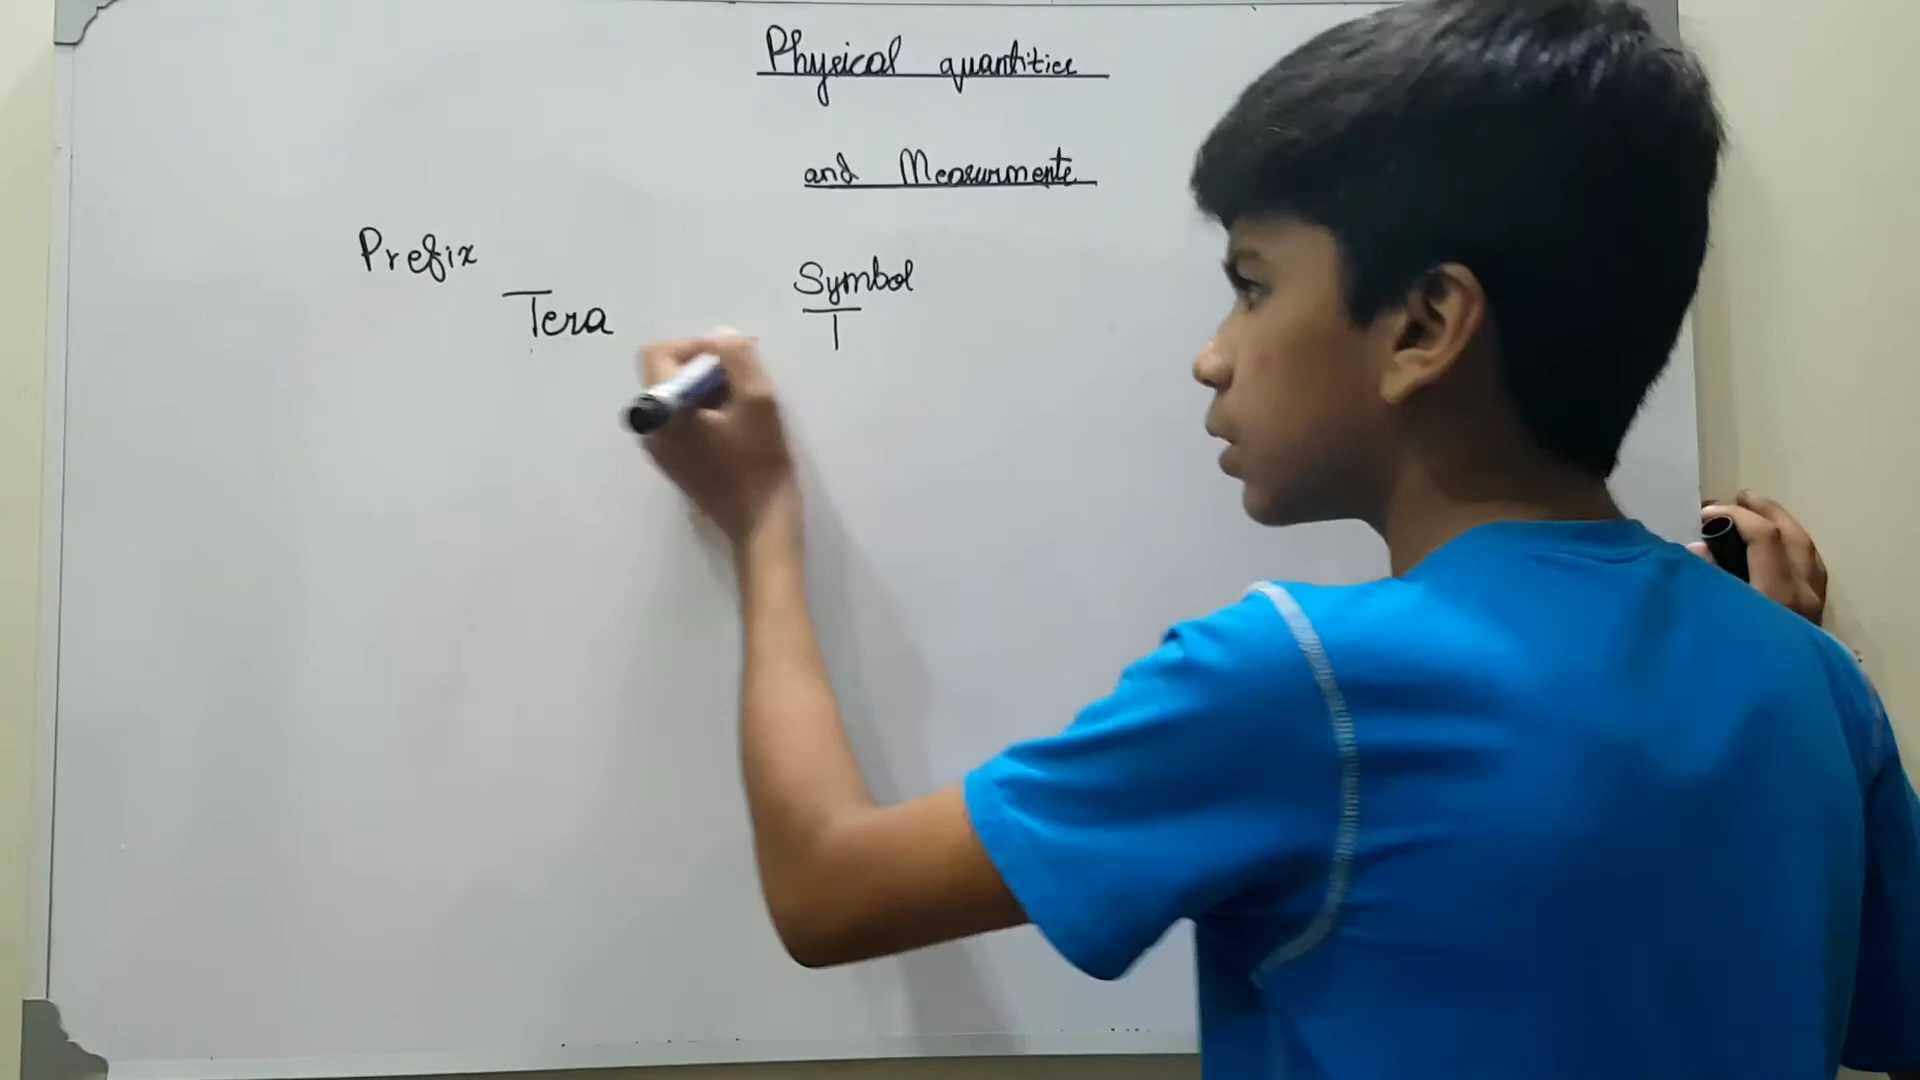 Physical quantities
and Measurments
Prefix Symbol
Tera T